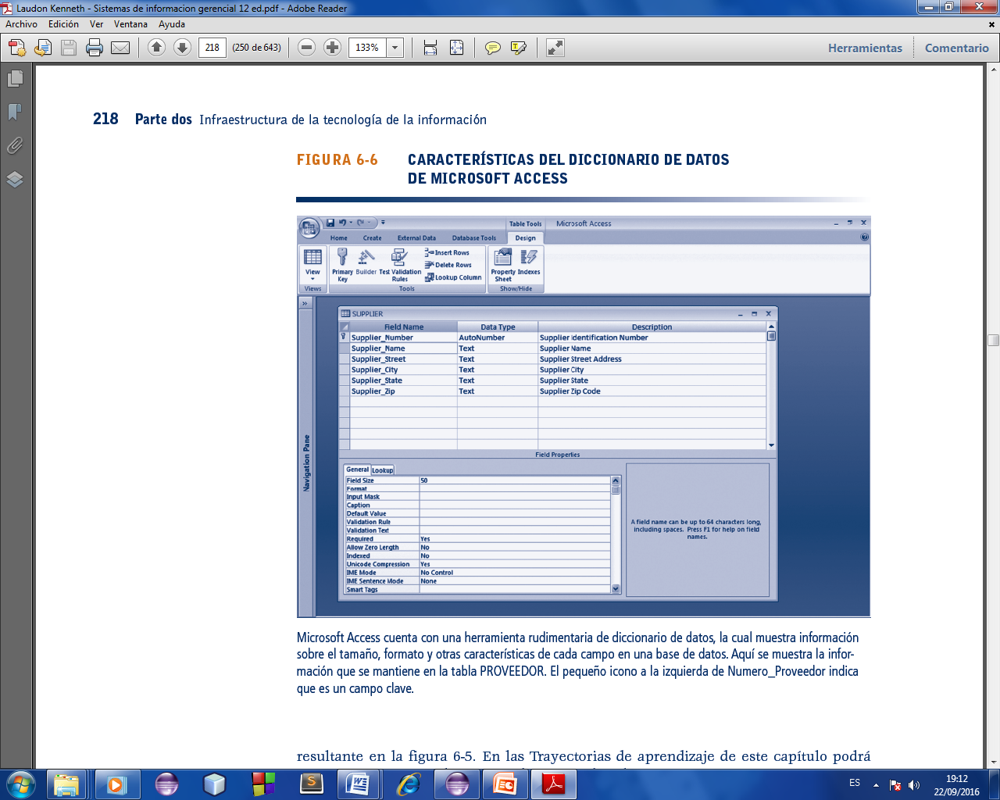 Laudon Kenneth - Sistemas de informacion gerencial 12 ed.pdf - Adobe Reader
Archivo Edición Ver Ventana Ayuda
218 (250 de 643) 133% Herramientas Comentario
218 Parte dos Infraestructura de la tecnología de la información
FIGURA 6-6 CARACTERÍSTICAS DEL DICCIONARIO DE DATOS
DE MICROSOFT ACCESS
Table Tools Microsoft Access
Home Create External Data Database Tools Design
View
Primary Key
Builder
Test Validation Rules
Insert Rows
Delete Rows
Lookup Column
Property Sheet
Indexes
Views Tools Show/Hide
Navigation Pane
SUPPLIER
Field Name Data Type Description
Supplier_Number AutoNumber Supplier Identification Number
Supplier_Name Text Supplier Name
Supplier_Street Text Supplier Street Address
Supplier_City Text Supplier City
Supplier_State Text Supplier State
Supplier_Zip Text Supplier Zip Code
Field Properties
General Lookup
Field Size 50
Format
Input Mask
Caption
Default Value
Validation Rule
Validation Text
Required Yes
Allow Zero Length No
Indexed No
Unicode Compression Yes
IME Mode No Control
IME Sentence Mode None
Smart Tags
A field name can be up to 64 characters long,
including spaces. Press F1 for help on field
names.
Microsoft Access cuenta con una herramienta rudimentaria de diccionario de datos, la cual muestra información
sobre el tamaño, formato y otras características de cada campo en una base de datos. Aquí se muestra la infor-
mación que se mantiene en la tabla PROVEEDOR. El pequeño icono a la izquierda de Numero_Proveedor indica
que es un campo clave.
resultante en la figura 6-5. En las Trayectorias de aprendizaje de este capítulo podrá
ES 19:12
22/09/2016